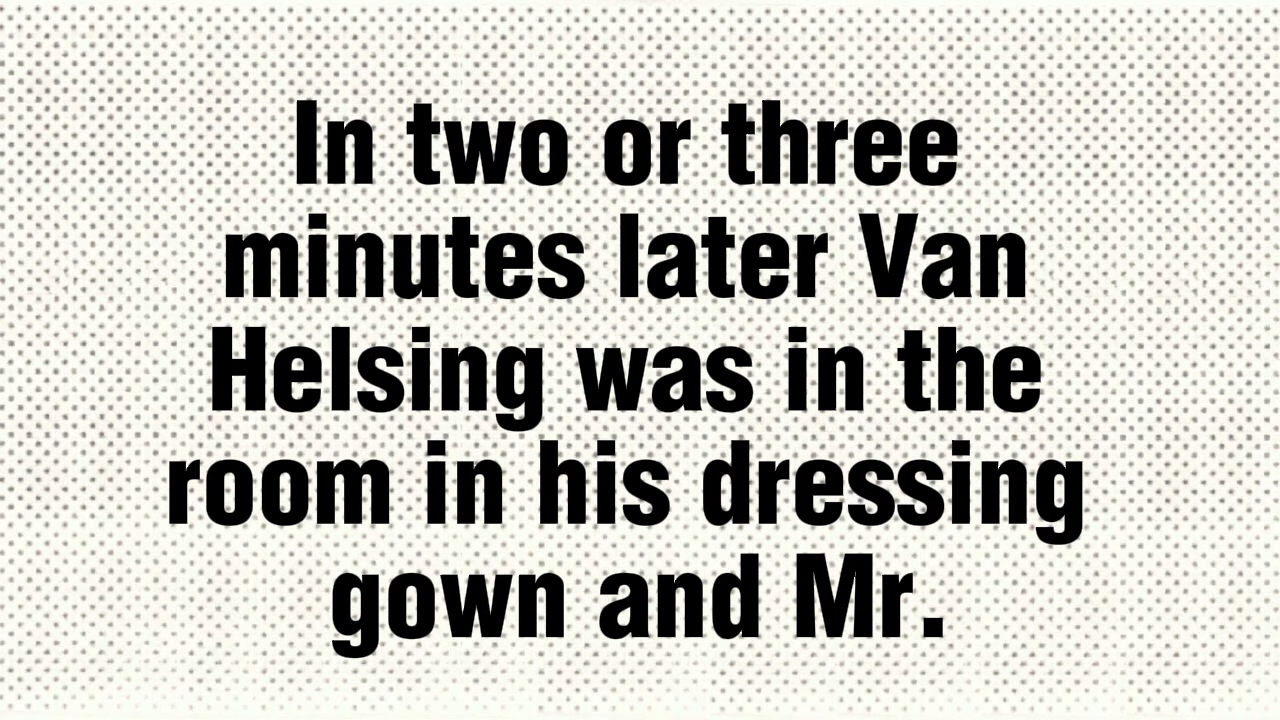 In two or three
minutes later Van
Helsing was in the
room in his dressing
gown and Mr.